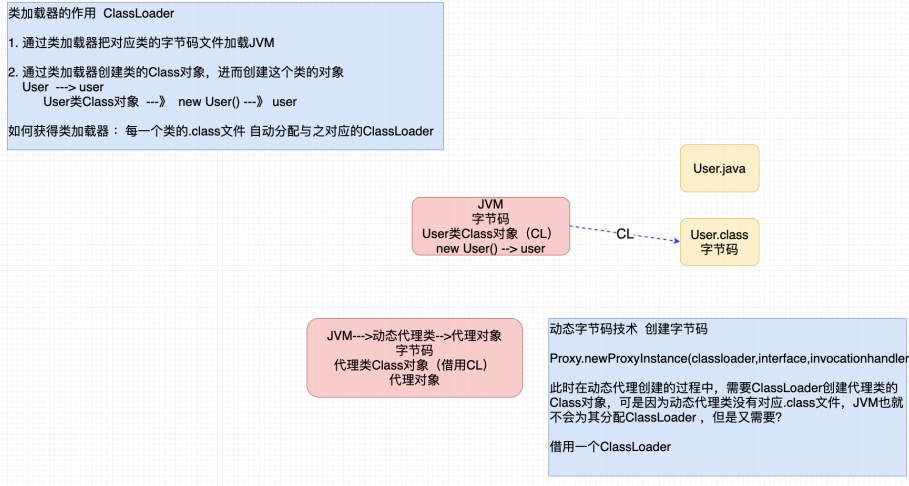 类加载器的作用 ClassLoader
1. 通过类加载器把对应类的字节码文件加载JVM
2. 通过类加载器创建类的Class对象，进而创建这个类的对象
User ---> user
User类Class对象 ---》 new User() ---》 user
如何获得类加载器： 每一个类的.class文件 自动分配与之对应的ClassLoader
User.java
JVM
字节码
User类Class对象（CL）
new User() --> user
CL
User.class
字节码
JVM--->动态代理类-->代理对象
字节码
代理类Class对象（借用CL）
代理对象
动态字节码技术 创建字节码
Proxy.newProxyInstance(classloader,interface,invocationhandler
此时在动态代理创建的过程中，需要ClassLoader创建代理类的
Class对象，可是因为动态代理类没有对应.class文件，JVM也就
不会为其分配ClassLoader ，但是又需要?
借用一个ClassLoader